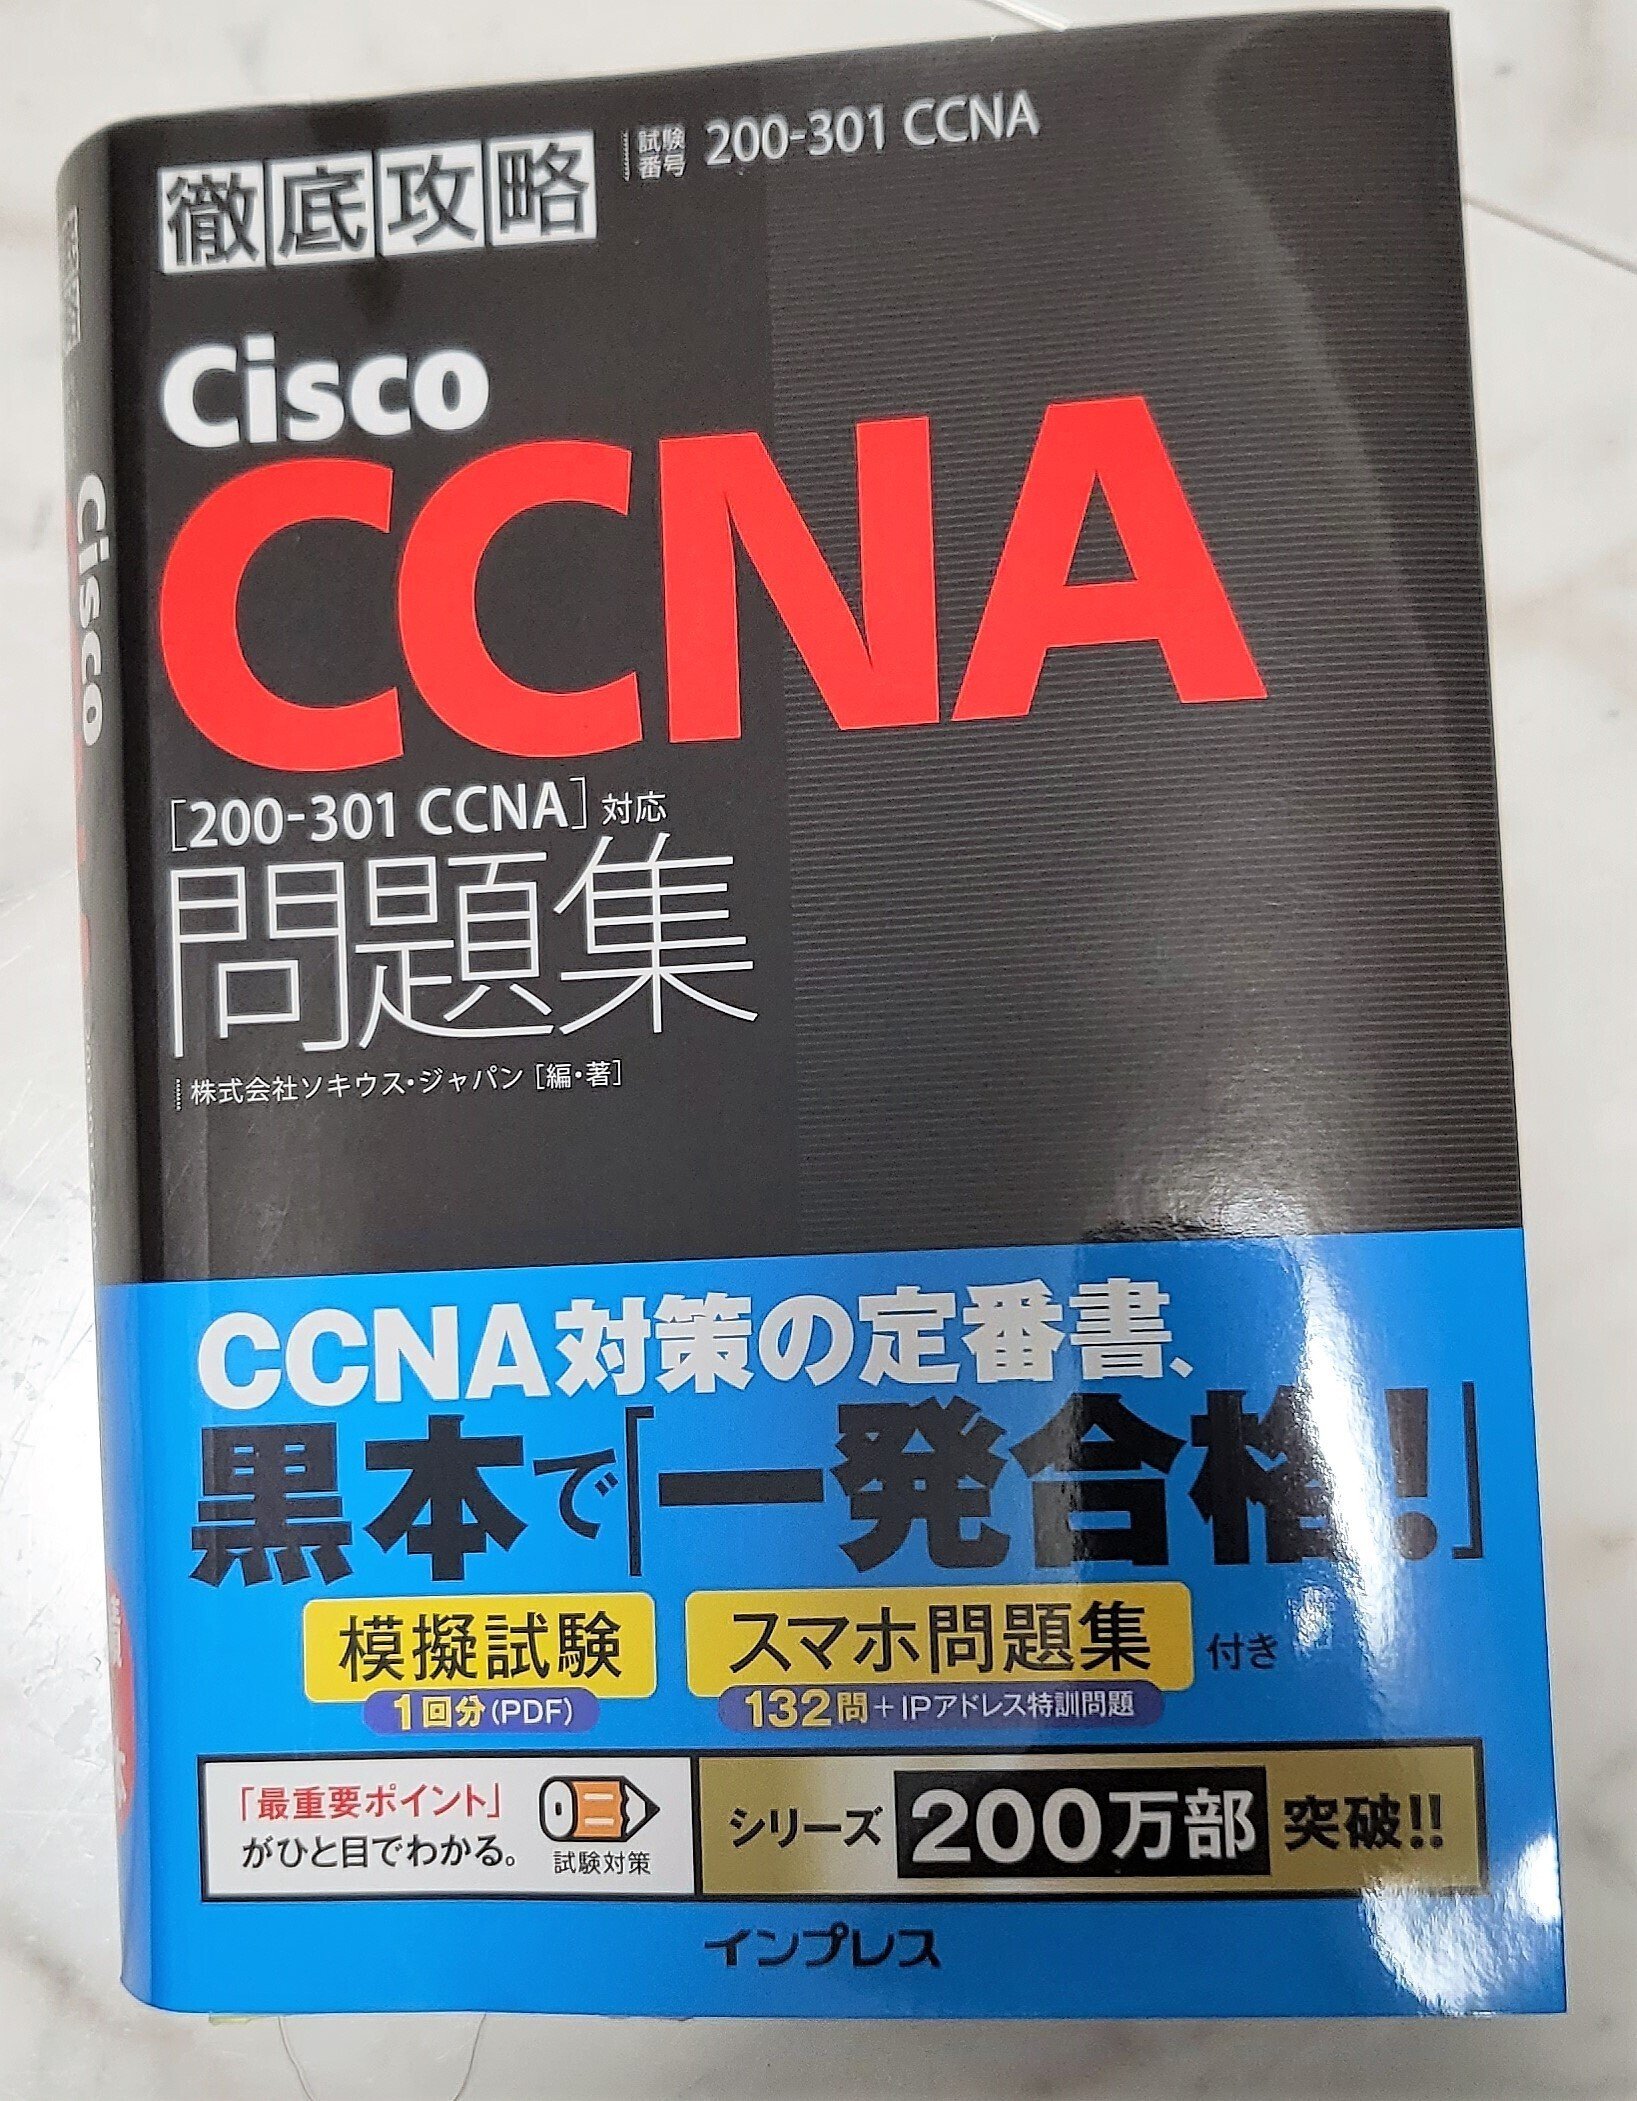 徹底攻略
試験番号 200-301 CCNA
Cisco
CCNA
[200-301 CCNA] 対応
問題集
株式会社ソキウス・ジャパン [編・著]
CCNA対策の定番書、
黒本で「一発合格!」
模擬試験
1回分(PDF)
スマホ問題集 付き
132問+IPアドレス特訓問題
「最重要ポイント」
がひと目でわかる。
試験対策
シリーズ 200万部 突破!!
インプレス
Cisco